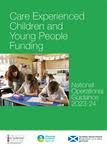 Care Experienced
Children and
Young People
Funding
National
Operational
Guidance
2023-24